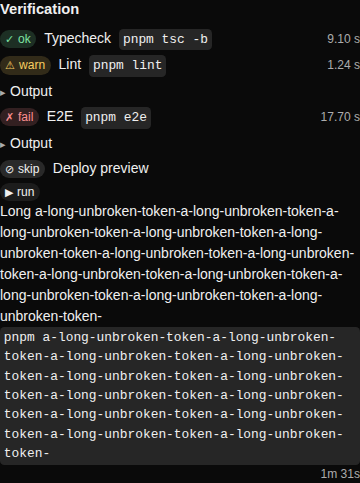 Verification
✓ ok Typecheck pnpm tsc -b 9.10 s
⚠ warn Lint pnpm lint 1.24 s
▸ Output
✗ fail E2E pnpm e2e 17.70 s
▸ Output
⊘ skip Deploy preview
▶ run
Long a-long-unbroken-token-a-long-unbroken-token-a-
long-unbroken-token-a-long-unbroken-token-a-long-
unbroken-token-a-long-unbroken-token-a-long-unbroken-
token-a-long-unbroken-token-a-long-unbroken-token-a-
long-unbroken-token-a-long-unbroken-token-a-long-
unbroken-token-
pnpm a-long-unbroken-token-a-long-unbroken-
token-a-long-unbroken-token-a-long-unbroken-
token-a-long-unbroken-token-a-long-unbroken-
token-a-long-unbroken-token-a-long-unbroken-
token-a-long-unbroken-token-a-long-unbroken-
token-a-long-unbroken-token-a-long-unbroken-
token-
1m 31s